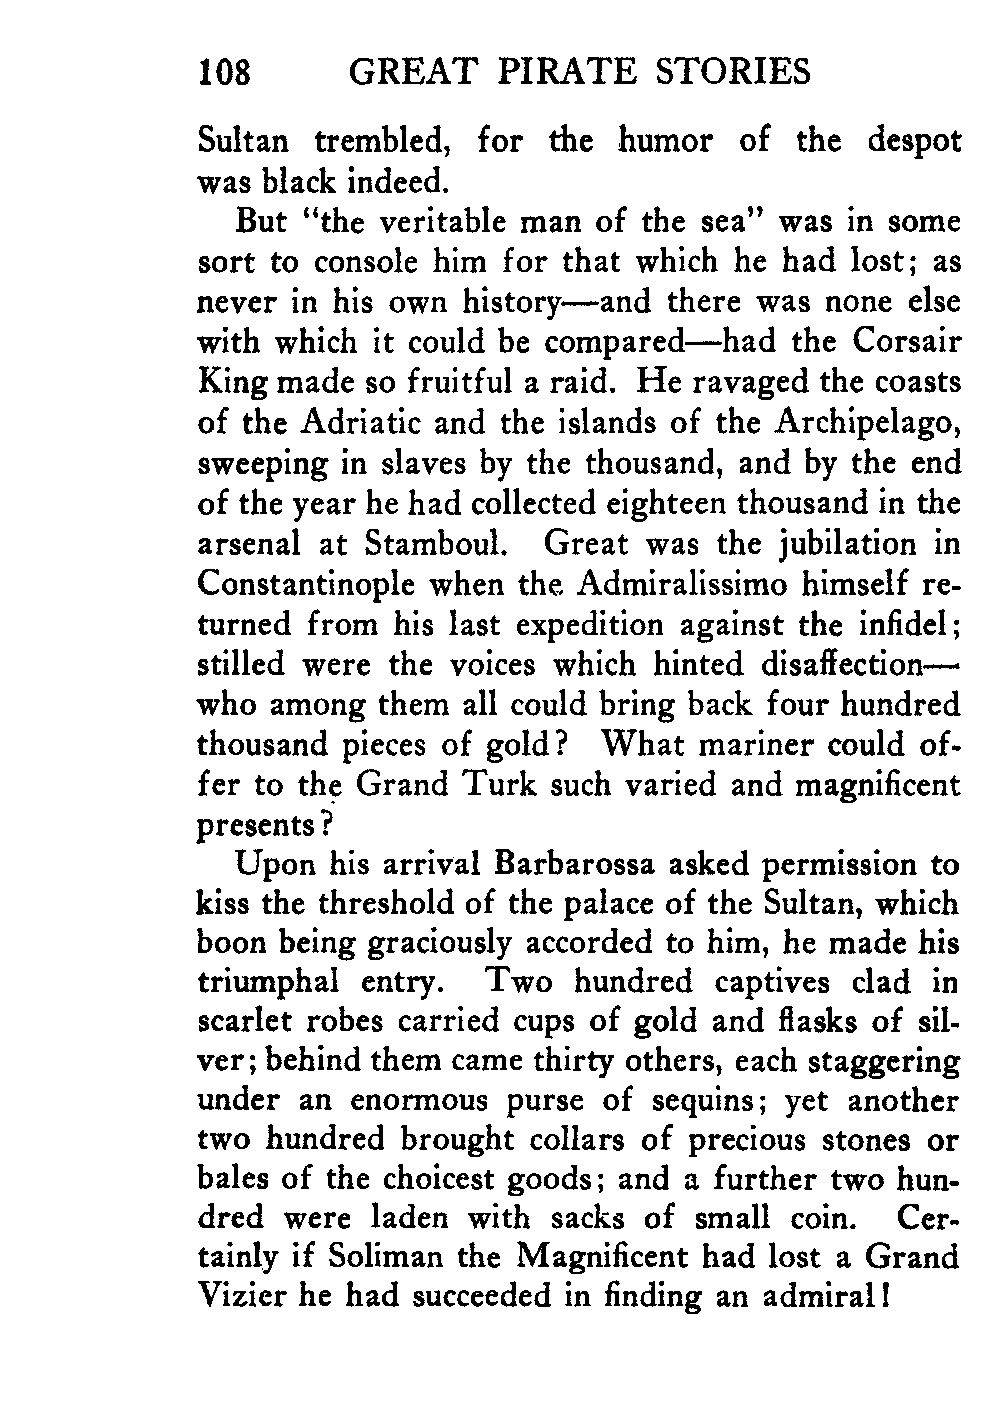 108 GREAT PIRATE STORIES
Sultan trembled, for the humor of the despot
was black indeed.
But “the veritable man of the sea” was in some
sort to console him for that which he had lost; as
never in his own history—and there was none else
with which it could be compared—had the Corsair
King made so fruitful a raid. He ravaged the coasts
of the Adriatic and the islands of the Archipelago,
sweeping in slaves by the thousand, and by the end
of the year he had collected eighteen thousand in the
arsenal at Stamboul. Great was the jubilation in
Constantinople when the Admiralissimo himself re-
turned from his last expedition against the infidel;
stilled were the voices which hinted disaffection—
who among them all could bring back four hundred
thousand pieces of gold? What mariner could of-
fer to the Grand Turk such varied and magnificent
presents?
Upon his arrival Barbarossa asked permission to
kiss the threshold of the palace of the Sultan, which
boon being graciously accorded to him, he made his
triumphal entry. Two hundred captives clad in
scarlet robes carried cups of gold and flasks of sil-
ver; behind them came thirty others, each staggering
under an enormous purse of sequins; yet another
two hundred brought collars of precious stones or
bales of the choicest goods; and a further two hun-
dred were laden with sacks of small coin. Cer-
tainly if Soliman the Magnificent had lost a Grand
Vizier he had succeeded in finding an admiral!